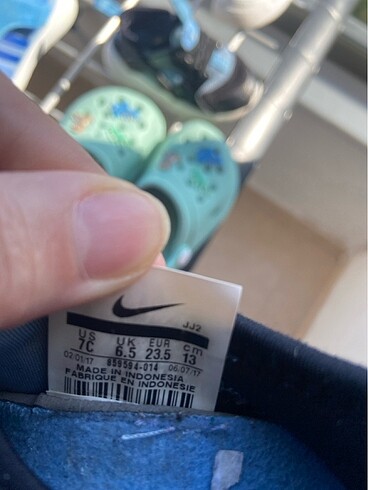 JJ2
US UK EUR cm
7C 6.5 23.5 13
02/01/17 859594-014 06/07/17
MADE IN INDONESIA
FABRIQUE EN INDONESIE